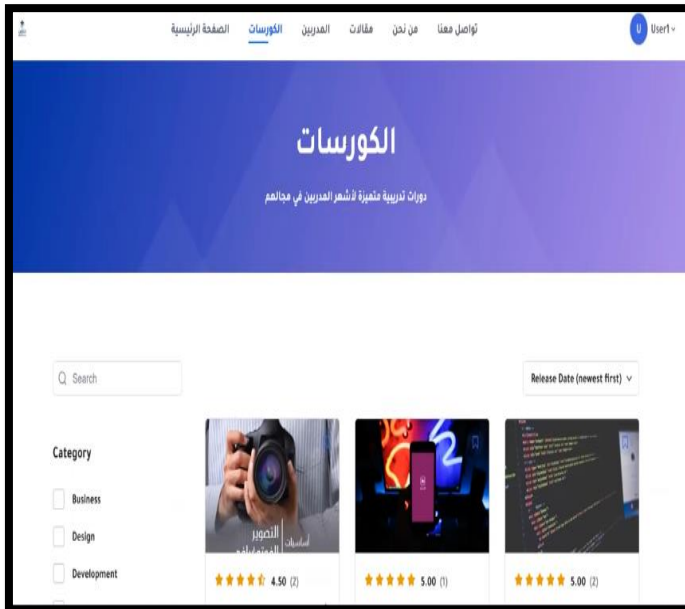 الصفحة الرئيسية الكورسات المدربين مقالات من نحن تواصل معنا U User1
الكورسات
دورات تدريبية متميزة لأشهر المدربين في مجالهم
Search
Release Date (newest first)
Category
Business
Design
Development
أساسيات التصوير
4.50 (2)
5.00 (1)
5.00 (2)